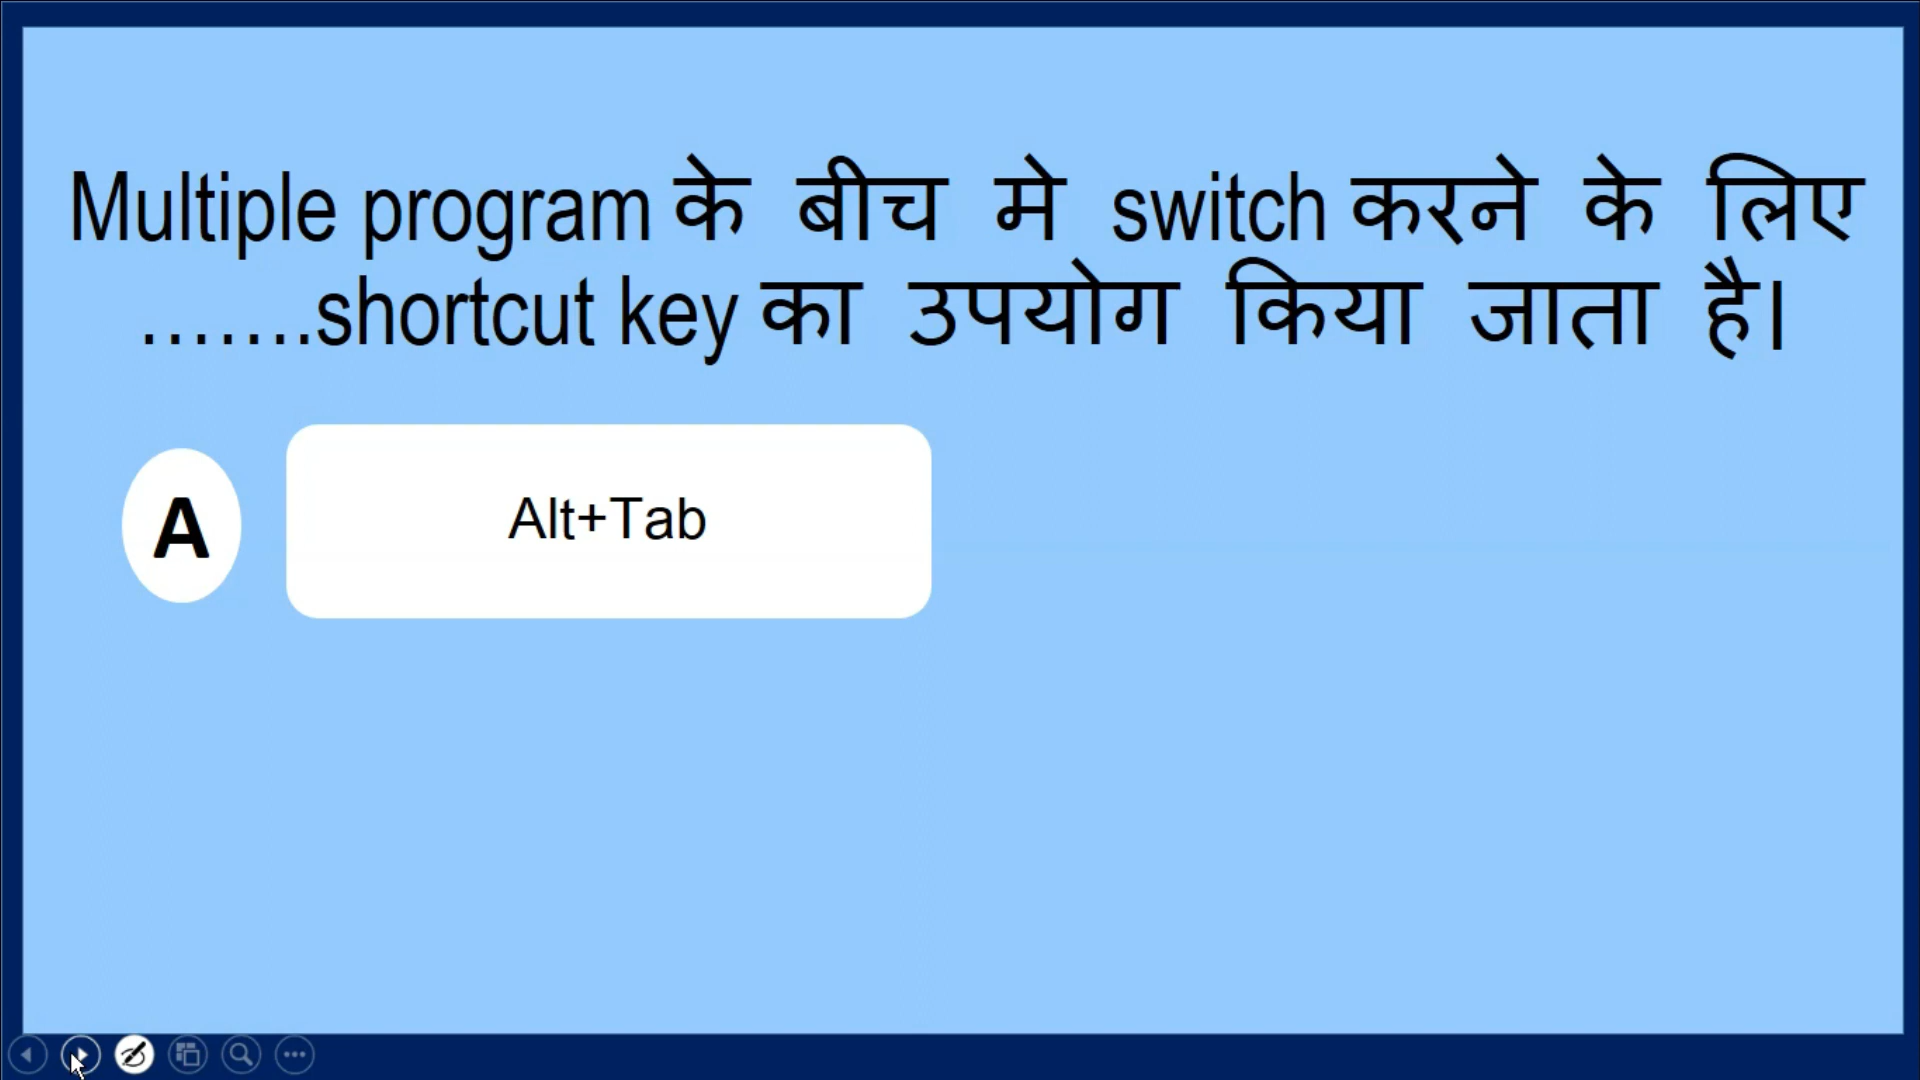 Multiple program के बीच मे switch करने के लिए
…….shortcut key का उपयोग किया जाता है।
A
Alt+Tab